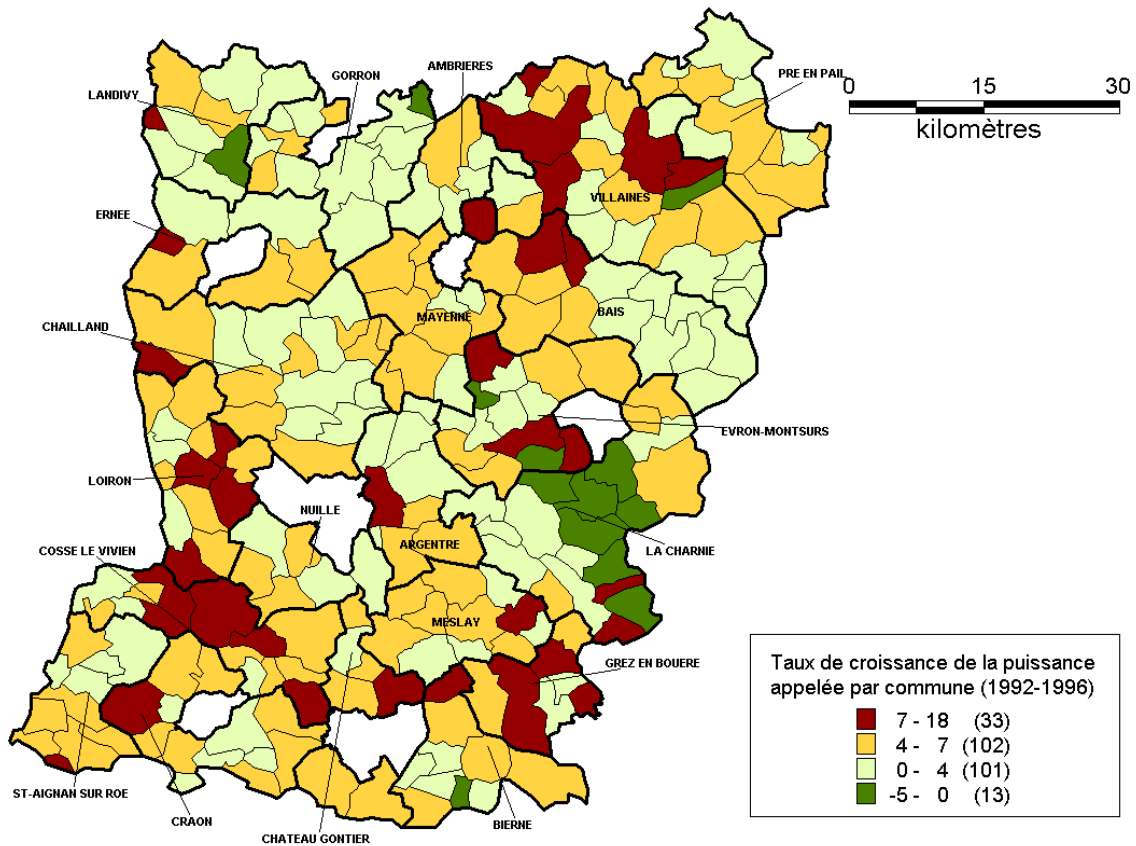 AMBRIERES
GORRON
PRE EN PAIL
LANDIVY
0 15 30
kilomètres
VILLAINES
ERNEE
BAIS
MAYENNE
CHAILLAND
EVRON-MONTSURS
LOIRON
NUILLE
ARGENTRE
LA CHARNIE
COSSE LE VIVIEN
MESLAY
GREZ EN BOUERE
ST-AIGNAN SUR ROE
CRAON
CHATEAU GONTIER
BIERNE
Taux de croissance de la puissance
appelée par commune (1992-1996)
7 - 18 (33)
4 - 7 (102)
0 - 4 (101)
-5 - 0 (13)